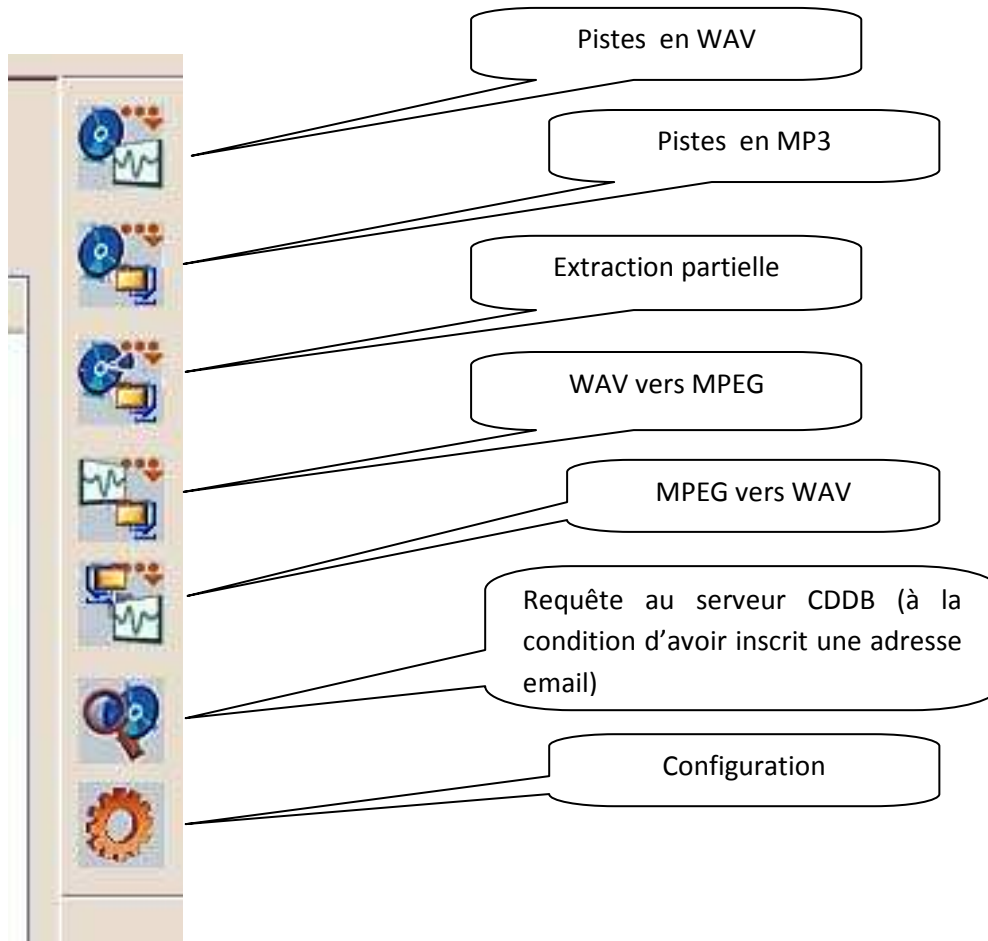 Pistes en WAV
Pistes en MP3
Extraction partielle
WAV vers MPEG
MPEG vers WAV
Requête au serveur CDDB (à la
condition d’avoir inscrit une adresse
email)
Configuration